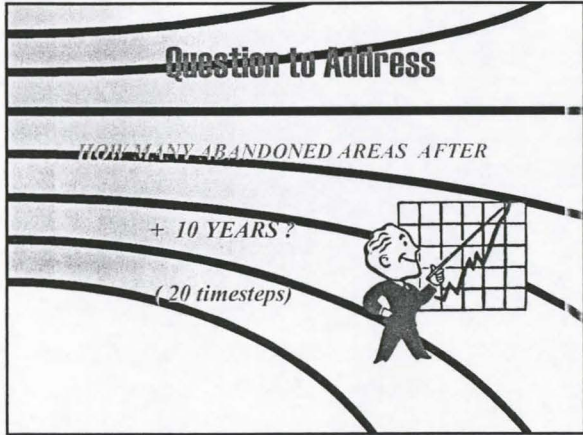 Question to Address
HOW MANY ABANDONED AREAS AFTER
+ 10 YEARS ?
( 20 timesteps)